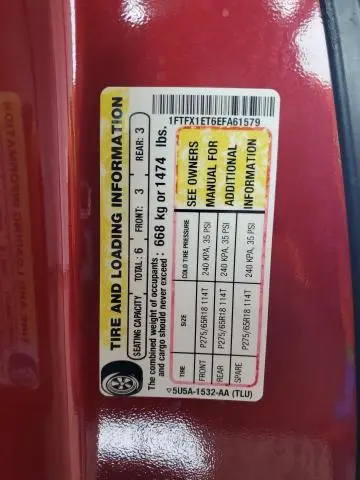 1FTFX1ET6EFA61579
TIRE AND LOADING INFORMATION
SEATING CAPACITY TOTAL: 6 FRONT: 3 REAR: 3
The combined weight of occupants
and cargo should never exceed: 668 kg or 1474 lbs.
TIRE SIZE COLD TIRE PRESSURE
FRONT P275/65R18 114T 240 KPA, 35 PSI
REAR P275/65R18 114T 240 KPA, 35 PSI
SPARE P275/65R18 114T 240 KPA, 35 PSI
SEE OWNERS
MANUAL FOR
ADDITIONAL
INFORMATION
5U5A-1532-AA (TLU)